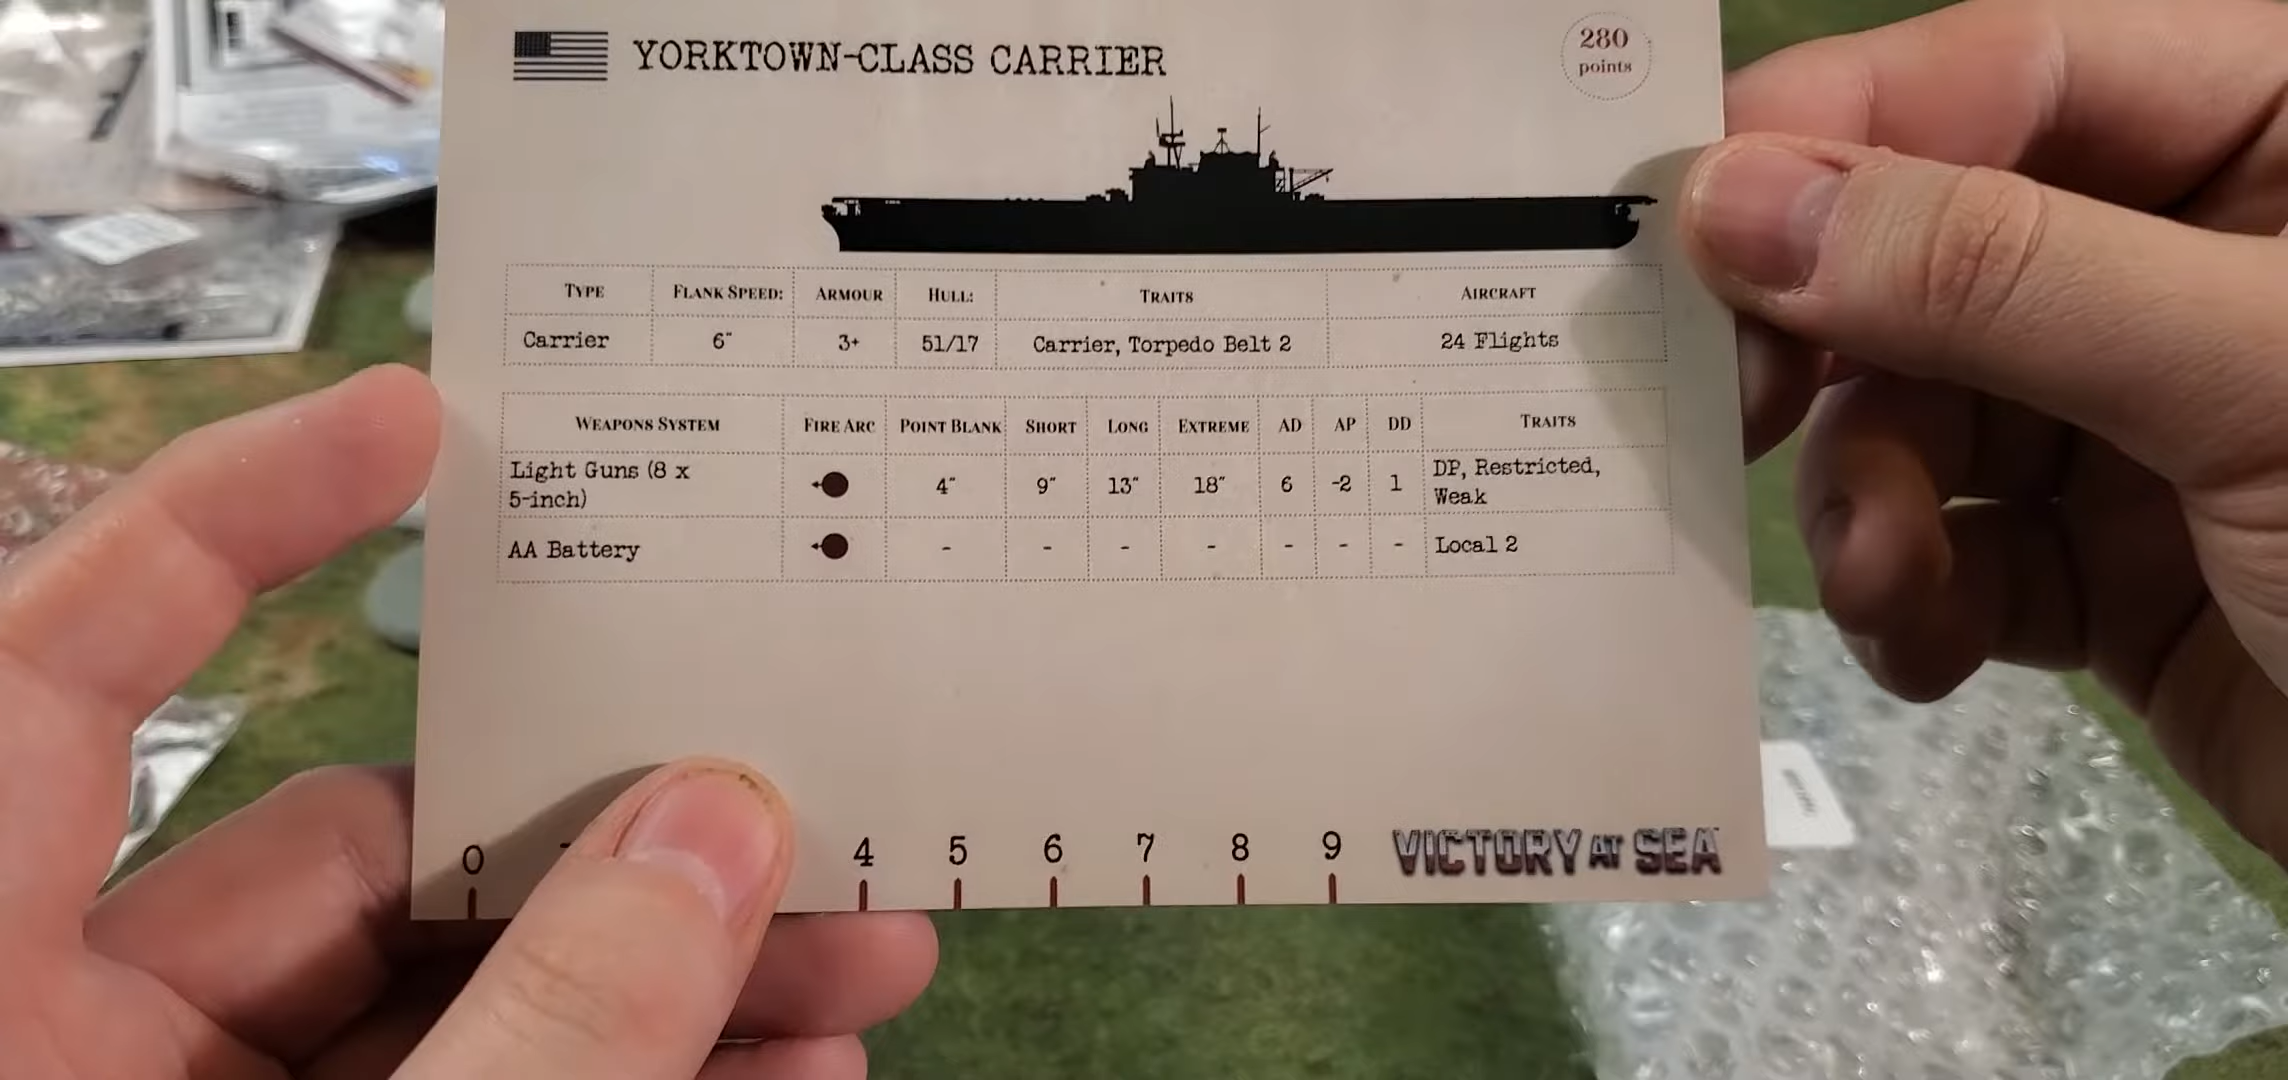 YORKTOWN-CLASS CARRIER
280
points
TYPE FLANK SPEED: ARMOUR HULL: TRAITS AIRCRAFT
Carrier 6" 3+ 51/17 Carrier, Torpedo Belt 2 24 Flights
WEAPONS SYSTEM FIRE ARC POINT BLANK SHORT LONG EXTREME AD AP DD TRAITS
Light Guns (8 x
5-inch) 4" 9" 13" 18" 6 -2 1 DP, Restricted,
Weak
AA Battery - - - - - - - Local 2
0 4 5 6 7 8 9 VICTORY AT SEA